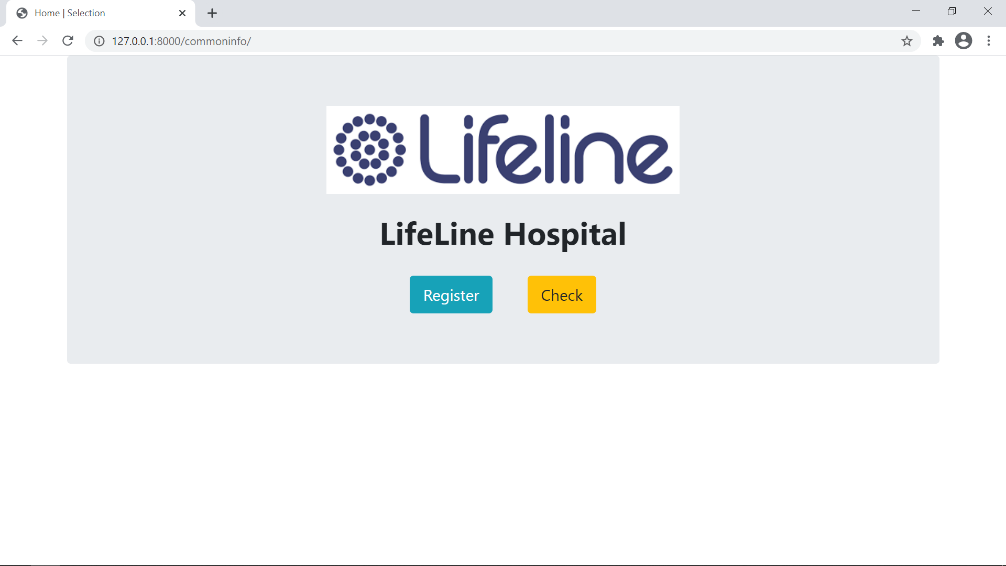 Home | Selection
127.0.0.1:8000/commoninfo/
Lifeline
LifeLine Hospital
Register Check